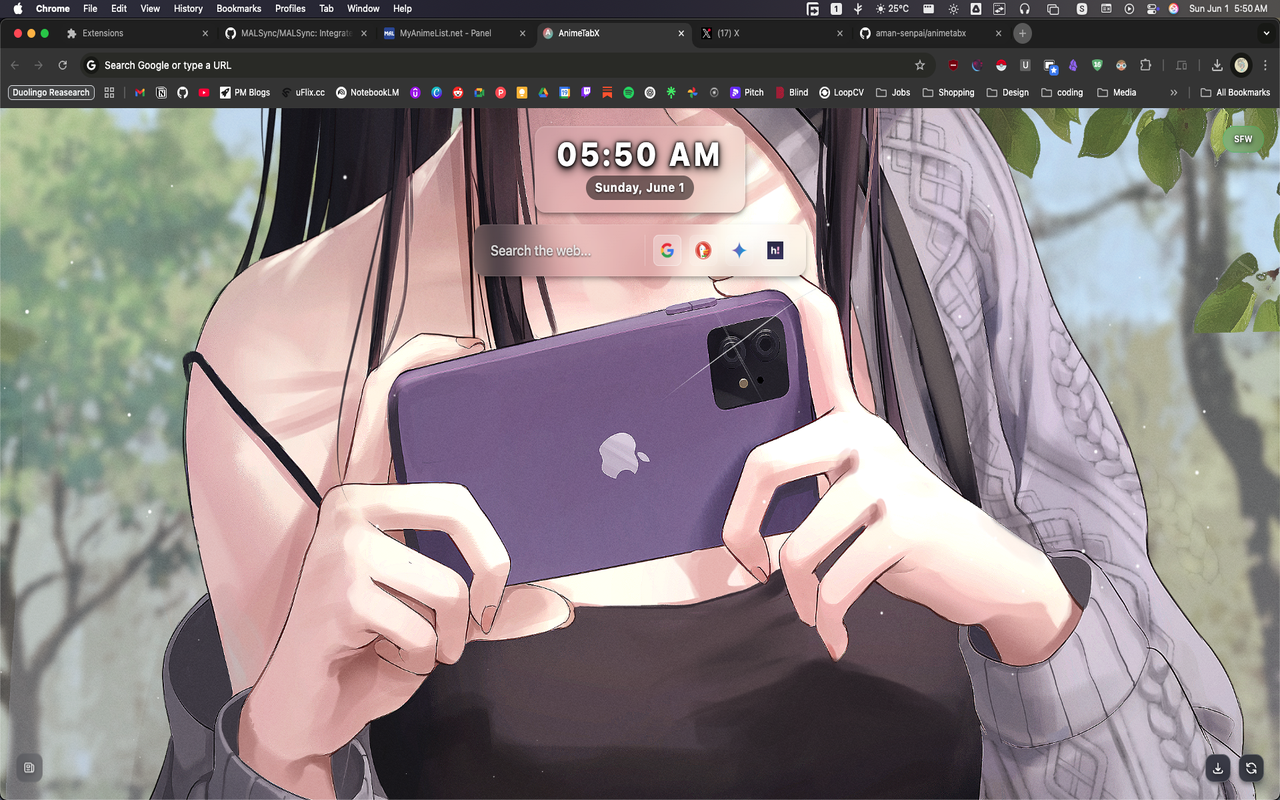 Chrome File Edit View History Bookmarks Profiles Tab Window Help 1 25°C S Sun Jun 1 5:50 AM
Extensions MALSync/MALSync: Integrate MAL MyAnimeList.net - Panel AnimeTabX (17) X aman-senpai/animetabx
Search Google or type a URL
Duolingo Reasearch PM Blogs uFlix.cc NotebookLM Pitch Blind LoopCV Jobs Shopping Design coding Media All Bookmarks
SFW
05:50 AM
Sunday, June 1
Search the web... h!